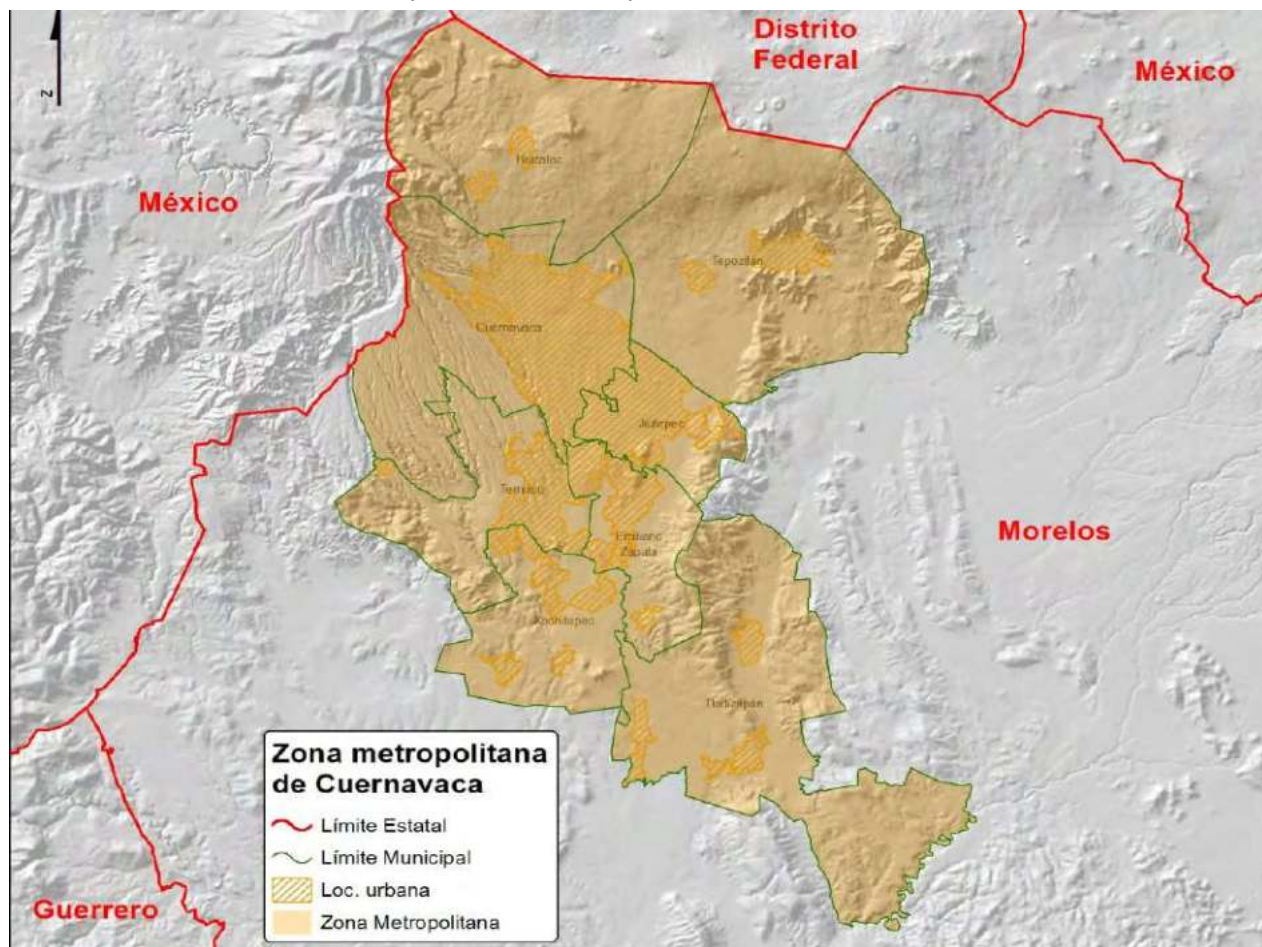 Distrito
Federal
México
N
Huitzilac
México
Tepoztlán
Cuernavaca
Jiutepec
Temixco
Emiliano
Zapata
Morelos
Xochitepec
Tlaltizapán
Zona metropolitana
de Cuernavaca
Límite Estatal
Límite Municipal
Loc. urbana
Zona Metropolitana
Guerrero